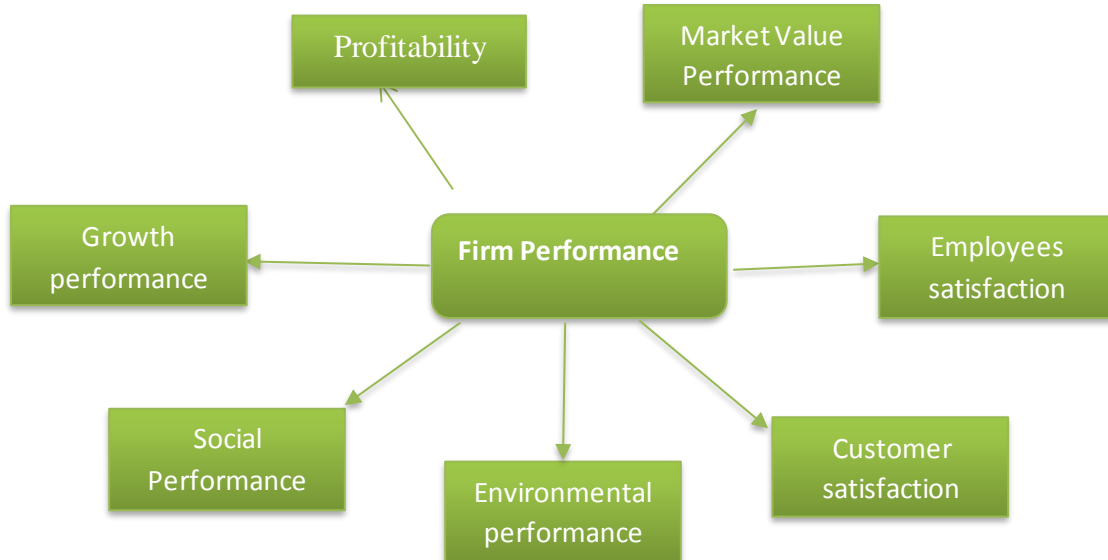 Profitability
Market Value
Performance
Growth
performance
Firm Performance
Employees
satisfaction
Social
Performance
Environmental
performance
Customer
satisfaction